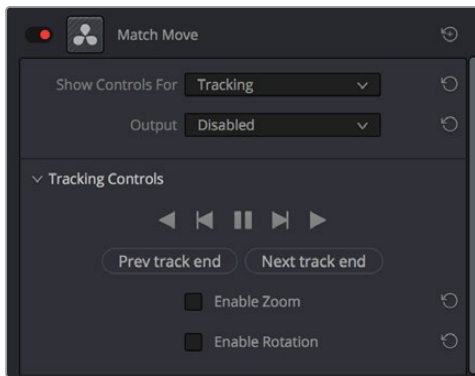 Match Move
Show Controls For Tracking
Output Disabled
Tracking Controls
Prev track end Next track end
Enable Zoom
Enable Rotation